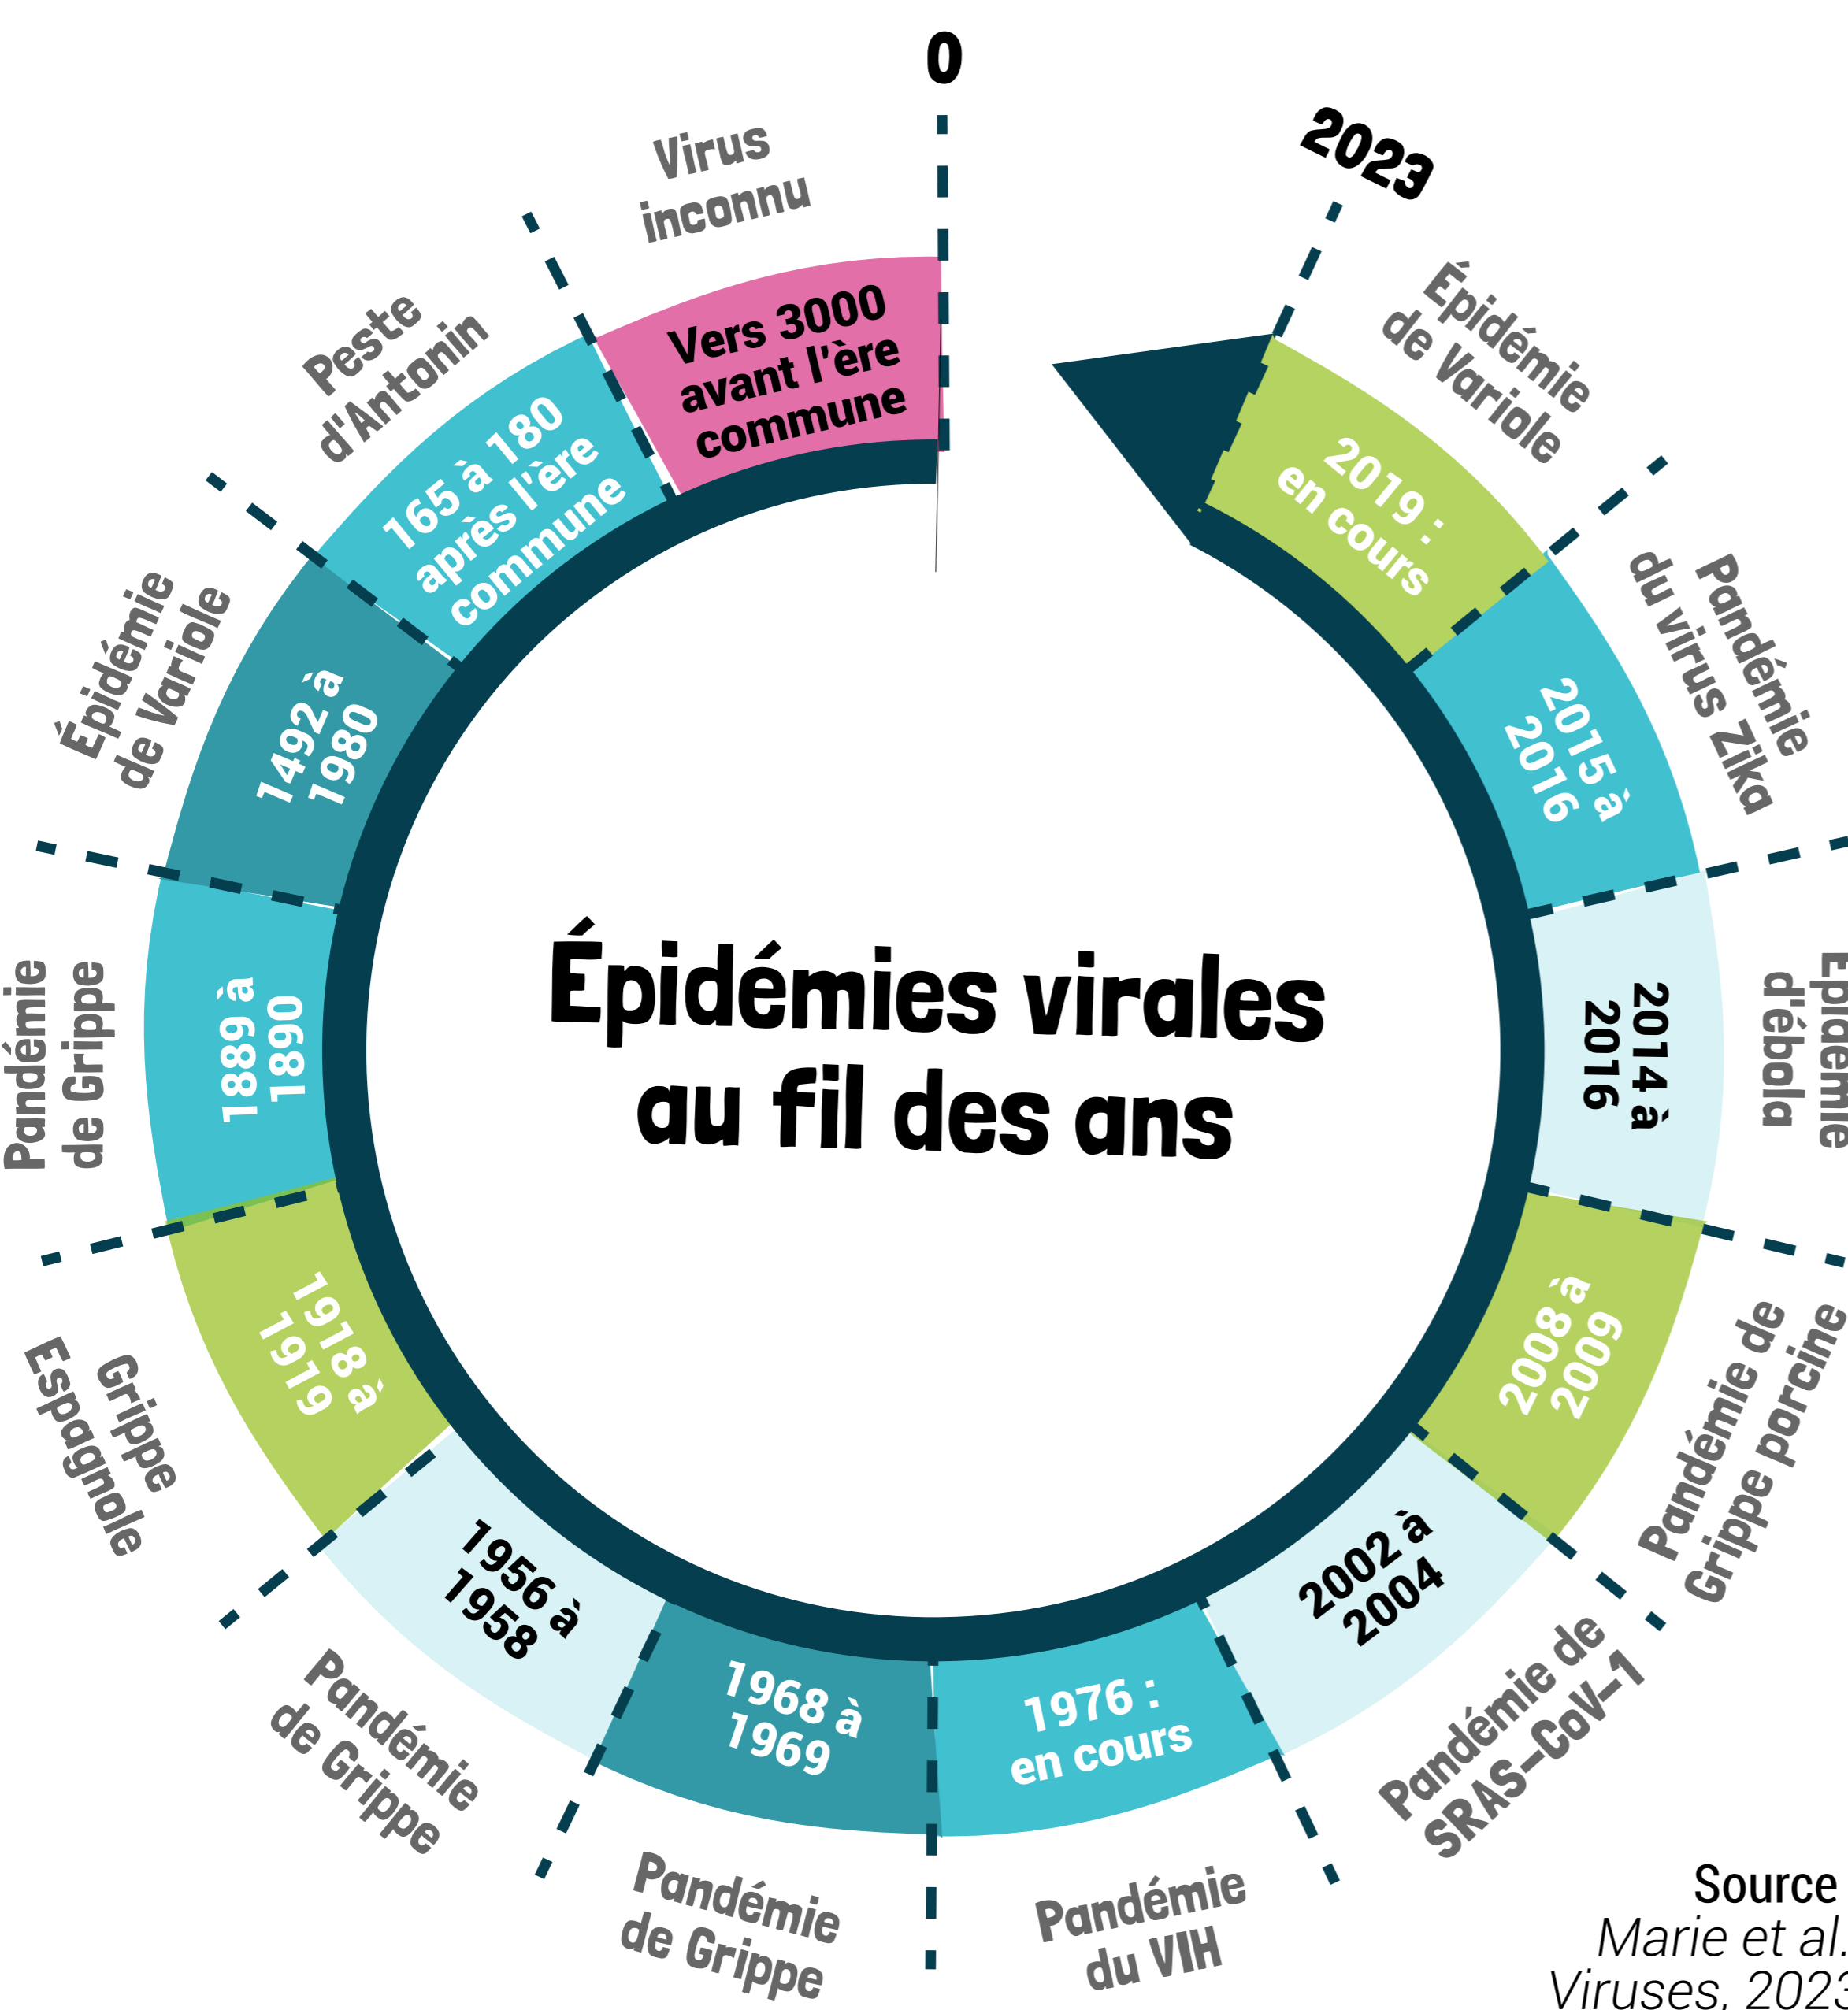 0
Virus
inconnu
Vers 3000
avant l'ère
commune
Peste
d'Antonin
165 à 180
après l'ère
commune
Épidémie
de Variole
1492 à
1980
Pandémie
de Grippe
1889 à
1890
Grippe
Espagnole
1918 à
1919
Pandémie
de Grippe
1956 à
1958
Pandémie
de Grippe
1968 à
1969
Pandémie
du VIH
1976 :
en cours
Pandémie de
SRAS-CoV-1
2002 à
2004
Pandémie de
Grippe porcine
2008 à
2009
Epidémie
d'ébola
2014 à
2016
Pandémie
du virus Zika
2015 à
2016
Épidémie
de Variole
2019 :
en cours
2023
Épidémies virales
au fil des ans
Source
Marie et al.
Viruses, 2023